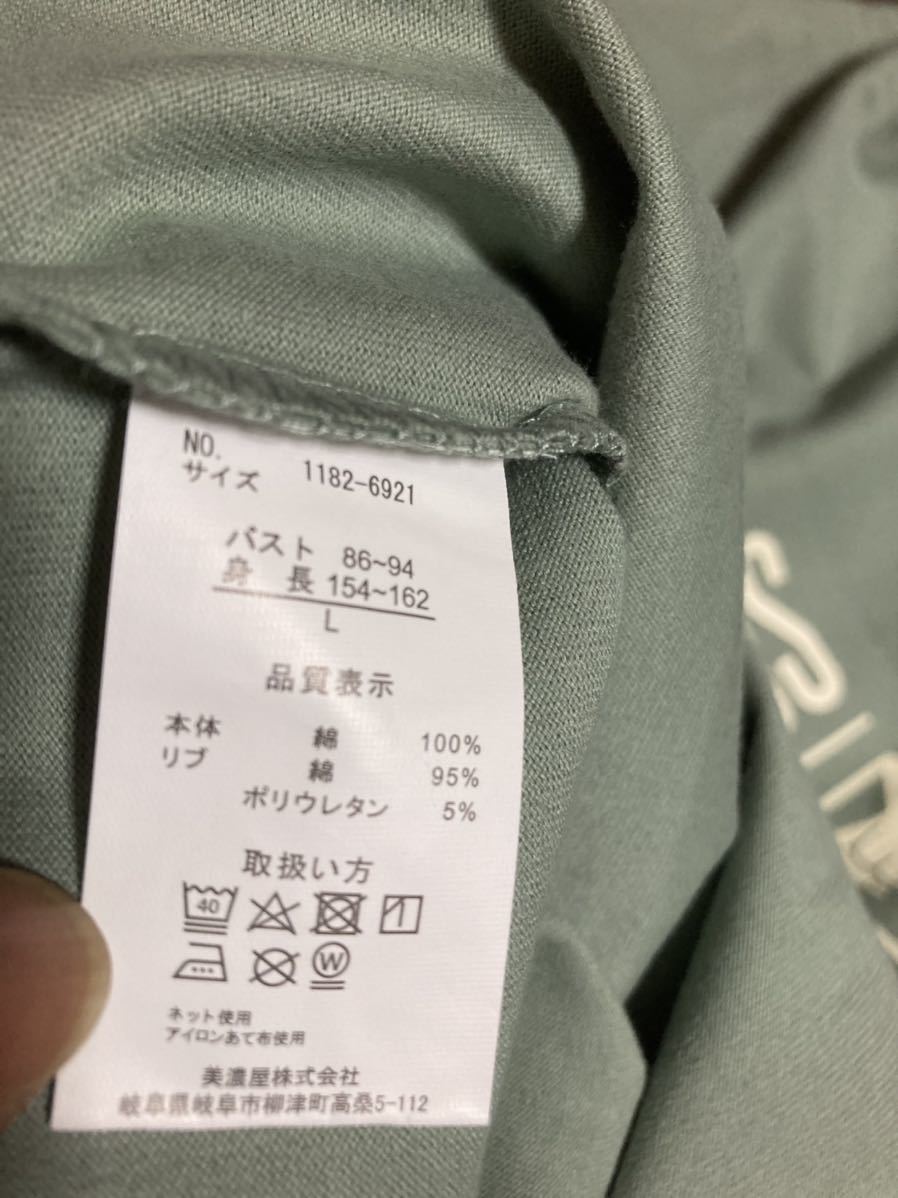 NO. 1182-6921
サイズ
バスト 86~94
身 長 154~162
L
品質表示
本体 綿 100%
リブ 綿 95%
ポリウレタン 5%
取扱い方
40
W
ネット使用
アイロンあて布使用
美濃屋株式会社
岐阜県岐阜市柳津町高桑5-112